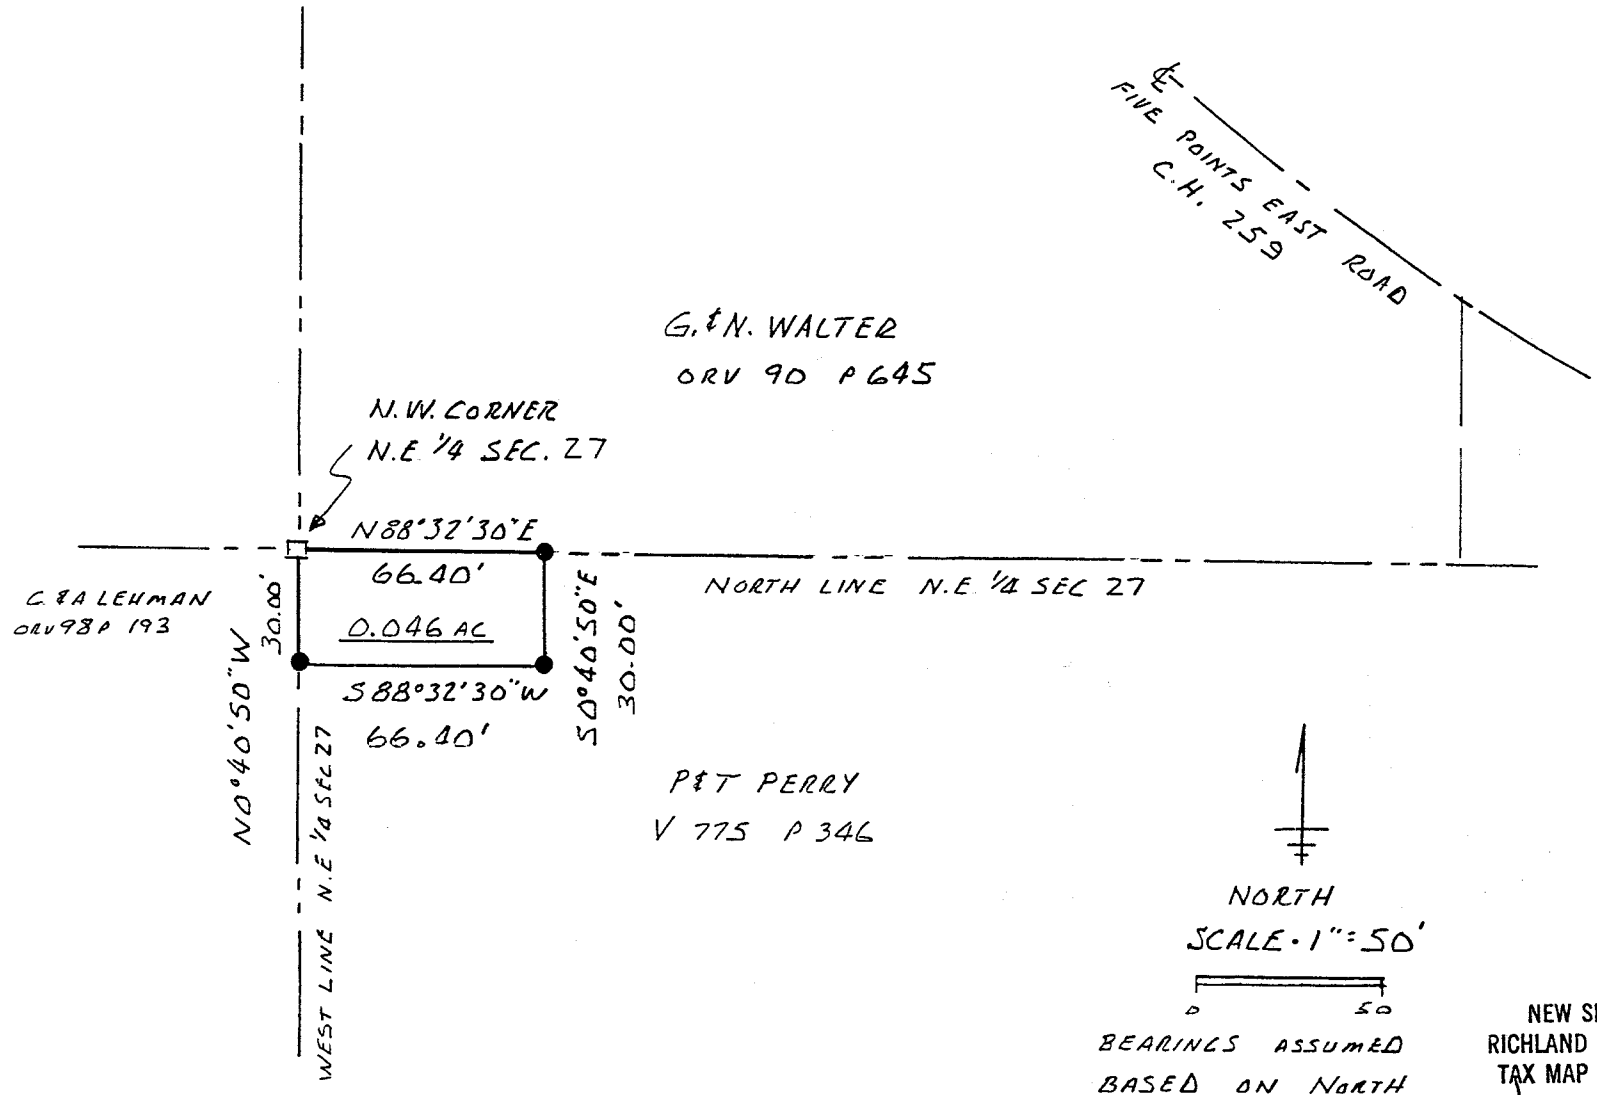 ℄
FIVE POINTS EAST ROAD
C.H. 259
G. & N. WALTER
ORV 90 P 645
N.W. CORNER
N.E 1/4 SEC. 27
N88°32'30"E
66.40'
0.046 AC
S88°32'30"W
66.40'
N0°40'50"W
30.00'
S0°40'50"E
30.00'
NORTH LINE N.E. 1/4 SEC 27
C. & A LEHMAN
ORV 98 P 193
WEST LINE N.E 1/4 SEC 27
P & T PERRY
V 775 P 346
NORTH
SCALE · 1"=50'
0 50
BEARINGS ASSUMED
BASED ON NORTH
NEW
RICHLAND
TAX MAP